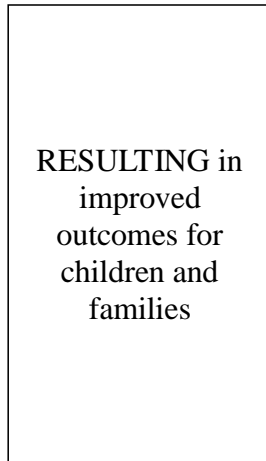 RESULTING in
improved
outcomes for
children and
families